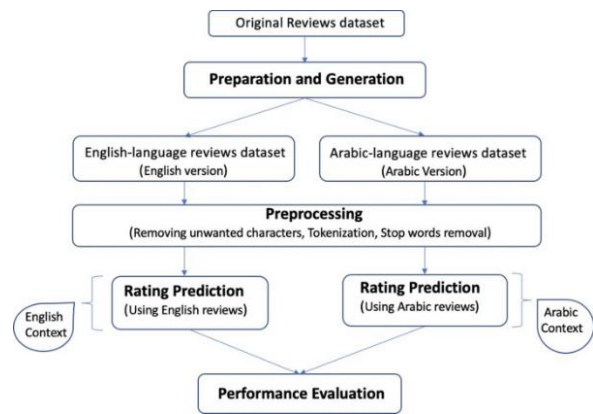 Original Reviews dataset
Preparation and Generation
English-language reviews dataset
(English version)
Arabic-language reviews dataset
(Arabic Version)
Preprocessing
(Removing unwanted characters, Tokenization, Stop words removal)
English
Context
Rating Prediction
(Using English reviews)
Rating Prediction
(Using Arabic reviews)
Arabic
Context
Performance Evaluation